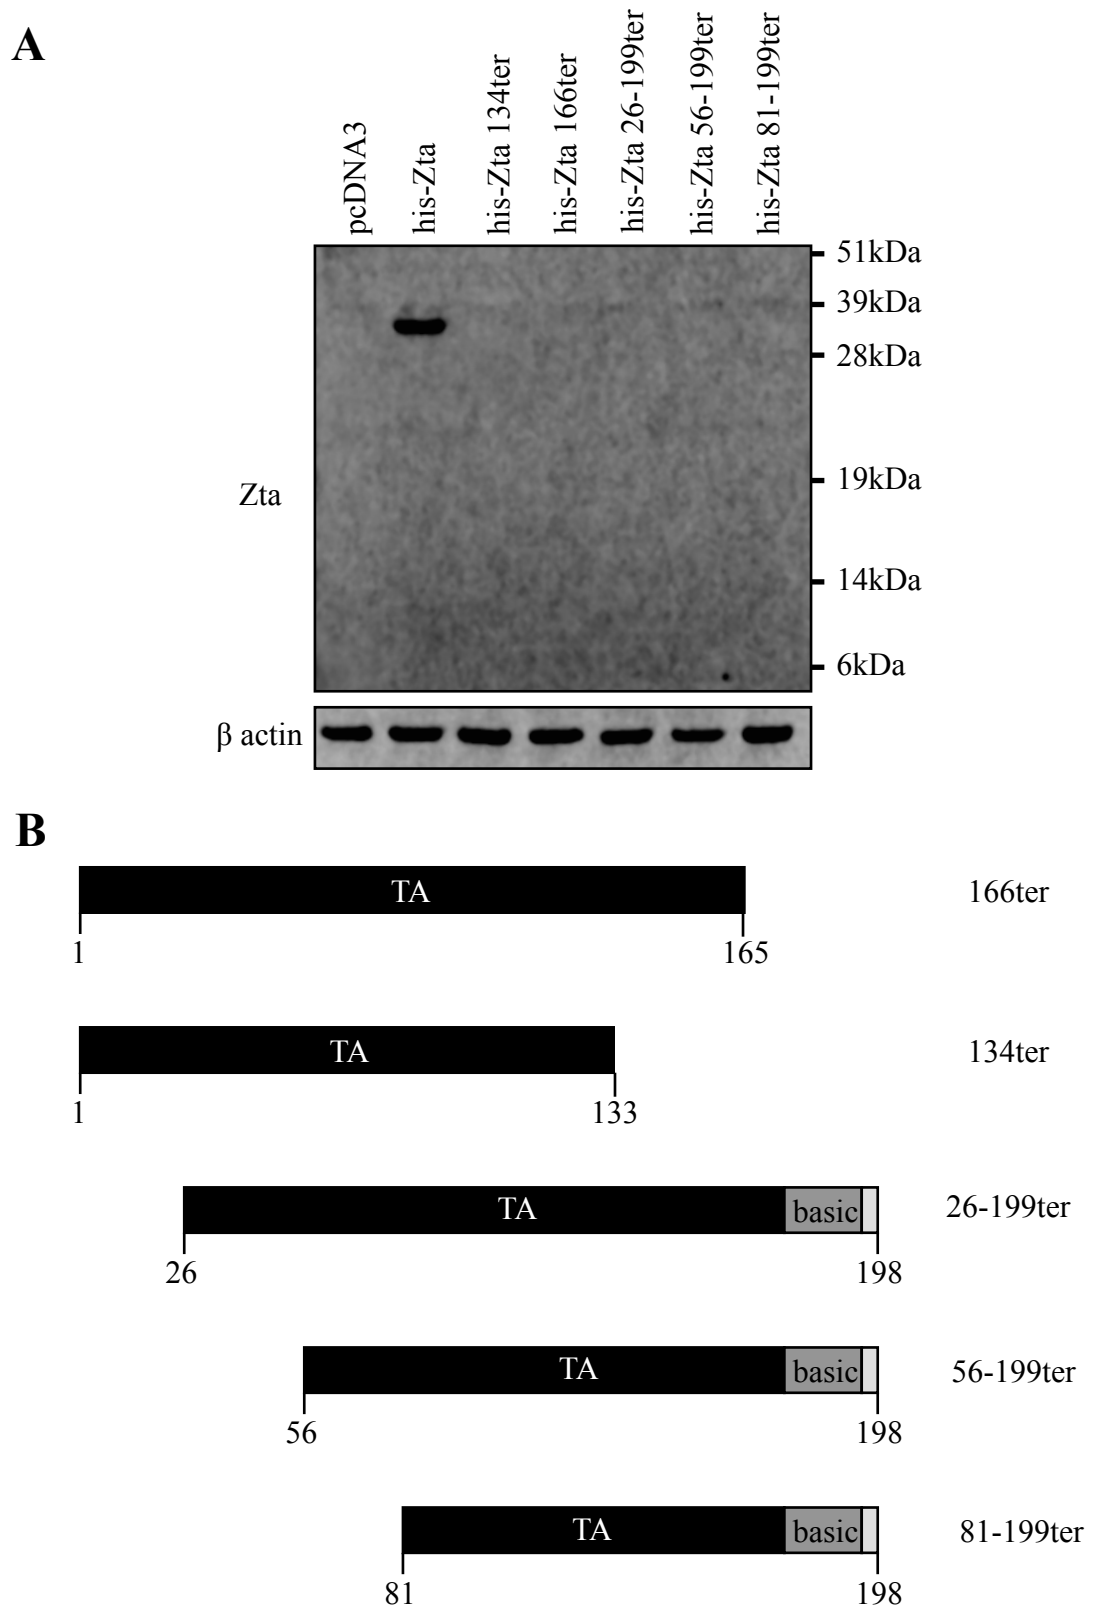 A
pcDNA3
his-Zta
his-Zta 134ter
his-Zta 166ter
his-Zta 26-199ter
his-Zta 56-199ter
his-Zta 81-199ter
51kDa
39kDa
28kDa
Zta
19kDa
14kDa
6kDa
β actin
B
TA
166ter
1
165
TA
134ter
1
133
TA
basic
26-199ter
26
198
TA
basic
56-199ter
56
198
TA
basic
81-199ter
81
198